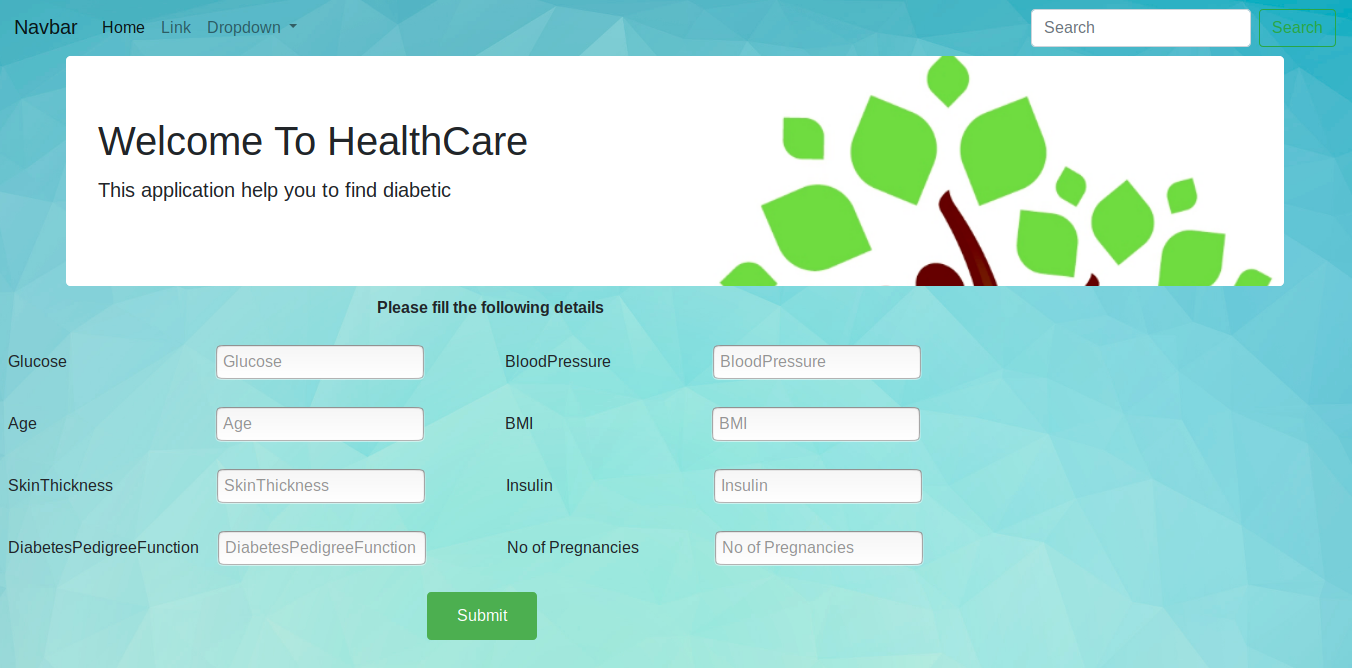 Navbar Home Link Dropdown Search Search
Welcome To HealthCare
This application help you to find diabetic
Please fill the following details
Glucose Glucose BloodPressure BloodPressure
Age Age BMI BMI
SkinThickness SkinThickness Insulin Insulin
DiabetesPedigreeFunction DiabetesPedigreeFunction No of Pregnancies No of Pregnancies
Submit